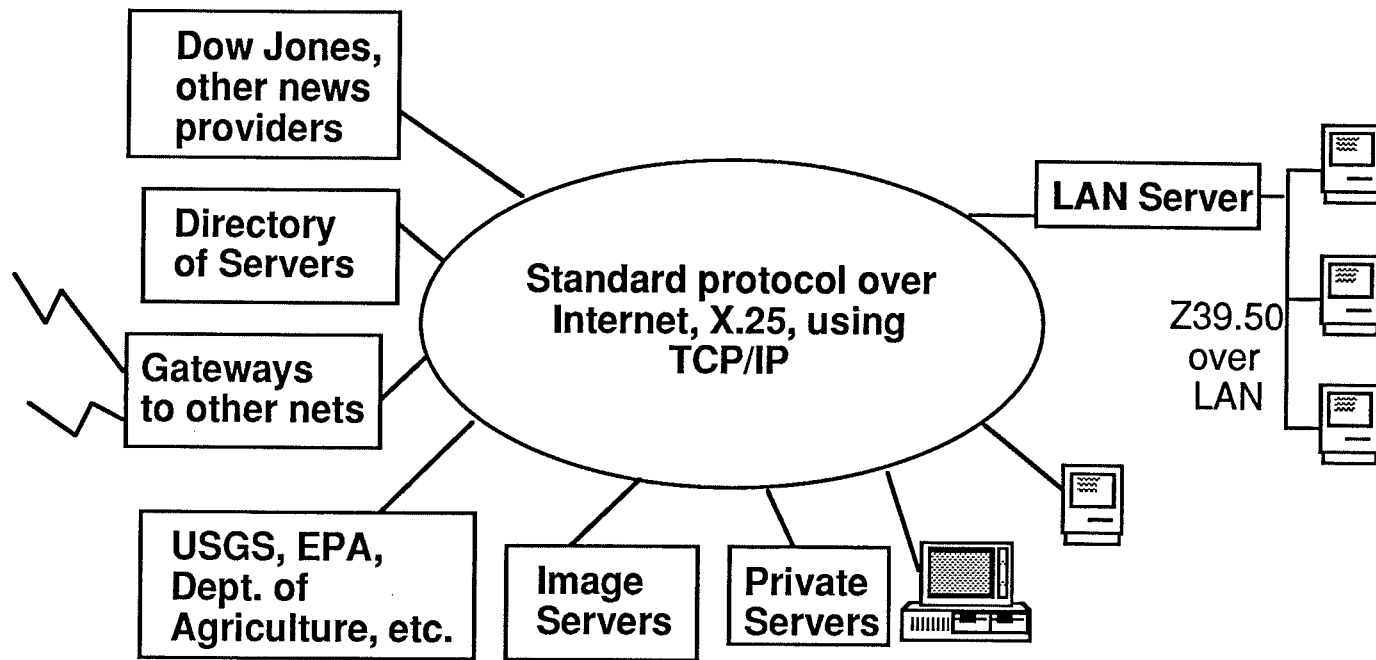 Dow Jones,
other news
providers
Directory
of Servers
Gateways
to other nets
USGS, EPA,
Dept. of
Agriculture, etc.
Image
Servers
Private
Servers
Standard protocol over
Internet, X.25, using
TCP/IP
LAN Server
Z39.50
over
LAN